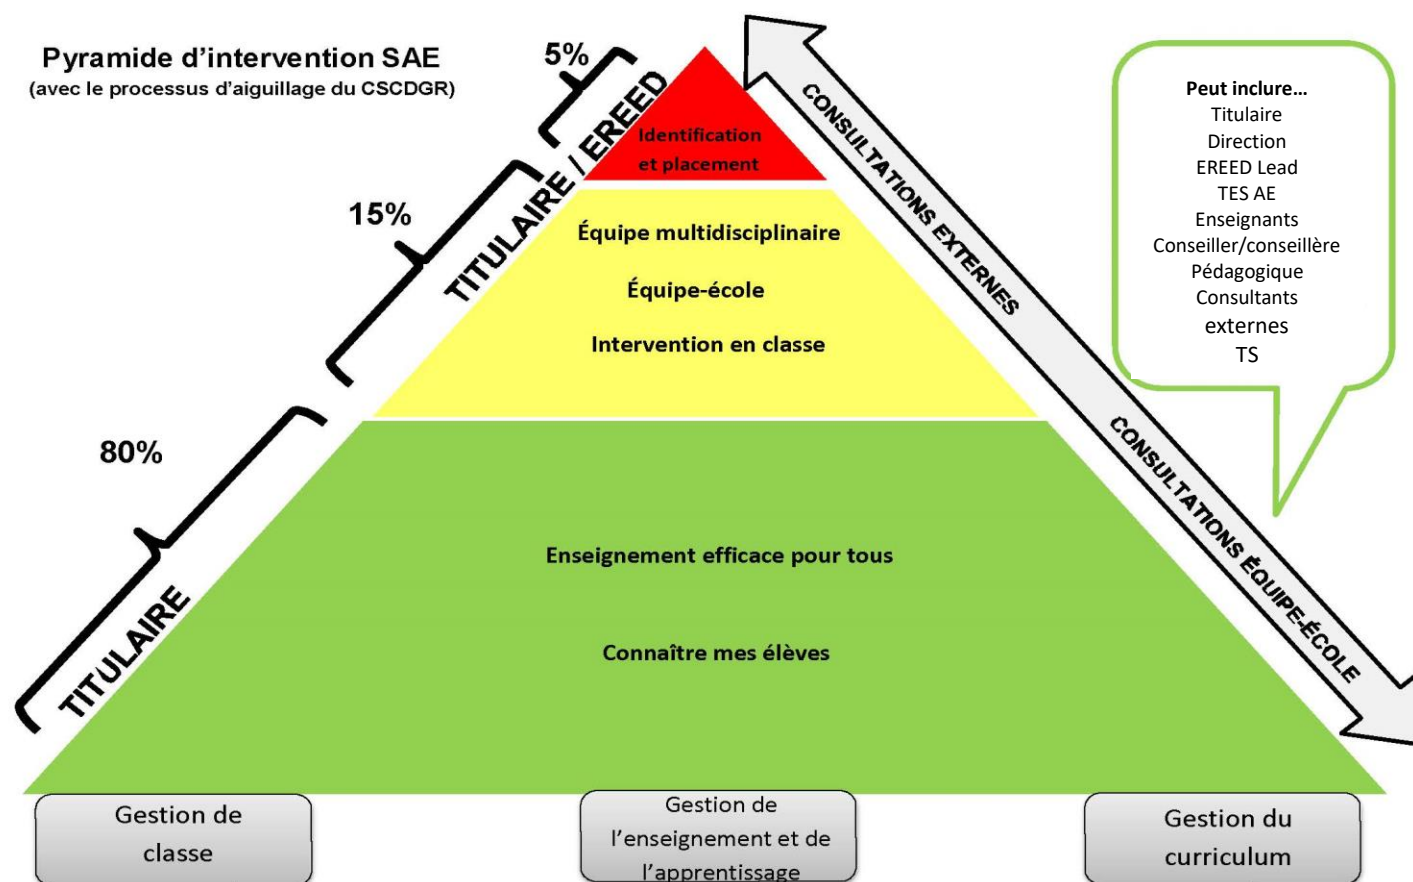 Pyramide d'intervention SAE
(avec le processus d'aiguillage du CSCDGR)
5%
15%
80%
TITULAIRE / EREED
TITULAIRE
Identification
et placement
Équipe multidisciplinaire
Équipe-école
Intervention en classe
Enseignement efficace pour tous
Connaître mes élèves
CONSULTATIONS EXTERNES
CONSULTATIONS ÉQUIPE-ÉCOLE
Peut inclure...
Titulaire
Direction
EREED Lead
TES AE
Enseignants
Conseiller/conseillère
Pédagogique
Consultants
externes
TS
Gestion de
classe
Gestion de
l'enseignement et de
l'apprentissage
Gestion du
curriculum